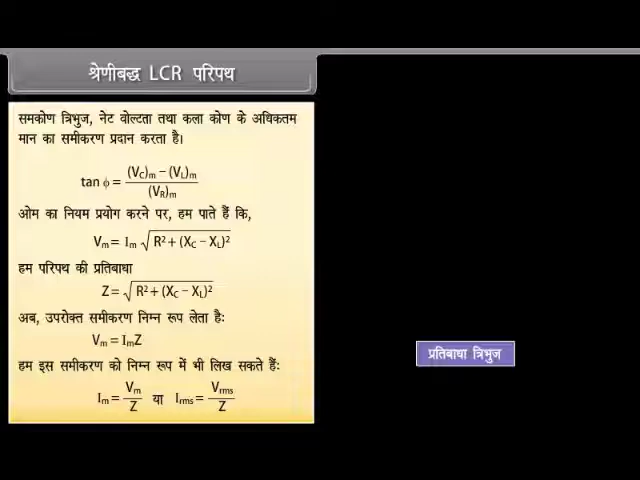 श्रेणीबद्ध LCR परिपथ
समकोण त्रिभुज, नेट वोल्टता तथा कला कोण के अधिकतम
मान का समीकरण प्रदान करता है।
tan ϕ = (V_C)_m − (V_L)_m / (V_R)_m
ओम का नियम प्रयोग करने पर, हम पाते हैं कि,
V_m = I_m √R² + (X_C − X_L)²
हम परिपथ की प्रतिबाधा
Z = √R² + (X_C − X_L)²
अब, उपरोक्त समीकरण निम्न रूप लेता है:
V_m = I_m Z
हम इस समीकरण को निम्न रूप में भी लिख सकते हैं:
I_m = V_m / Z या I_rms = V_rms / Z
प्रतिबाधा त्रिभुज